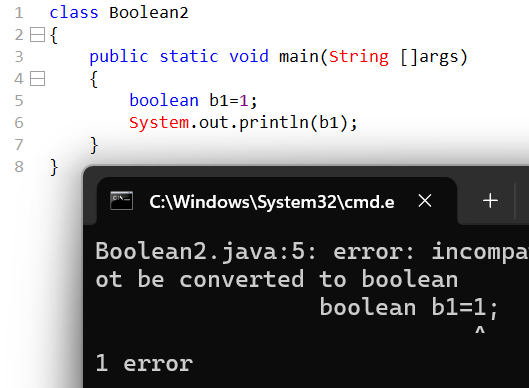 1 class Boolean2
2 {
3 public static void main(String []args)
4 {
5 boolean b1=1;
6 System.out.println(b1);
7 }
8 }
C:\Windows\System32\cmd.e
Boolean2.java:5: error: incompa
ot be converted to boolean
boolean b1=1;
^
1 error